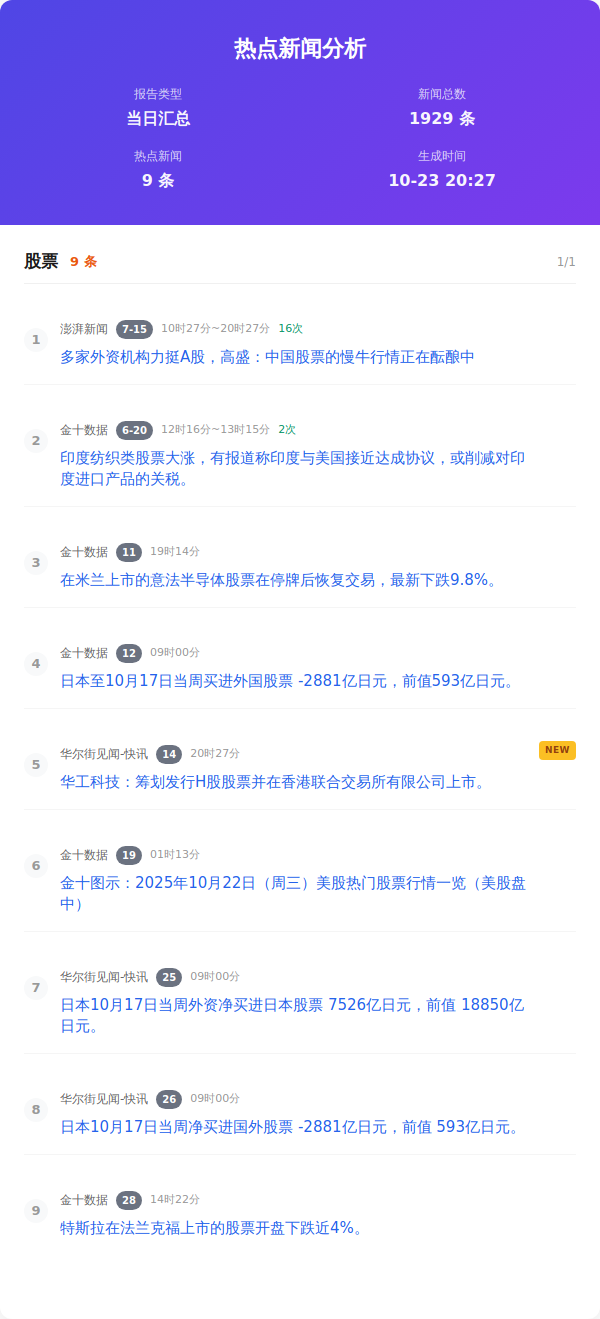 热点新闻分析
报告类型
新闻总数
当日汇总
1929 条
热点新闻
生成时间
9 条
10-23 20:27
股票 9 条 1/1
1
澎湃新闻 7-15 10时27分~20时27分 16次
多家外资机构力挺A股，高盛：中国股票的慢牛行情正在酝酿中
2
金十数据 6-20 12时16分~13时15分 2次
印度纺织类股票大涨，有报道称印度与美国接近达成协议，或削减对印
度进口产品的关税。
3
金十数据 11 19时14分
在米兰上市的意法半导体股票在停牌后恢复交易，最新下跌9.8%。
4
金十数据 12 09时00分
日本至10月17日当周买进外国股票 -2881亿日元，前值593亿日元。
5
华尔街见闻-快讯 14 20时27分 NEW
华工科技：筹划发行H股股票并在香港联合交易所有限公司上市。
6
金十数据 19 01时13分
金十图示：2025年10月22日（周三）美股热门股票行情一览（美股盘
中）
7
华尔街见闻-快讯 25 09时00分
日本10月17日当周外资净买进日本股票 7526亿日元，前值 18850亿
日元。
8
华尔街见闻-快讯 26 09时00分
日本10月17日当周净买进国外股票 -2881亿日元，前值 593亿日元。
9
金十数据 28 14时22分
特斯拉在法兰克福上市的股票开盘下跌近4%。